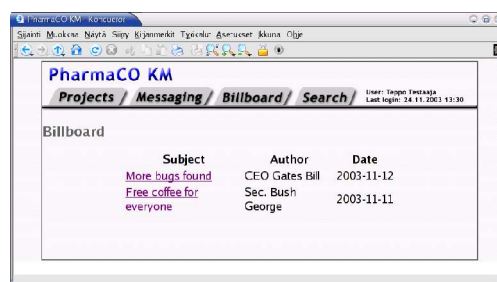 PharmaCO KM - Konqueror
Sijainti Muokkaa Näytä Siirry Kirjanmerkit Työkalut Asetukset Ikkuna Ohje
PharmaCO KM
Projects / Messaging / Billboard / Search /
User: Teppo Testaaja
Last login: 24.11.2003 13:30
Billboard
Subject Author Date
More bugs found CEO Gates Bill 2003-11-12
Free coffee for everyone Sec. Bush George 2003-11-11